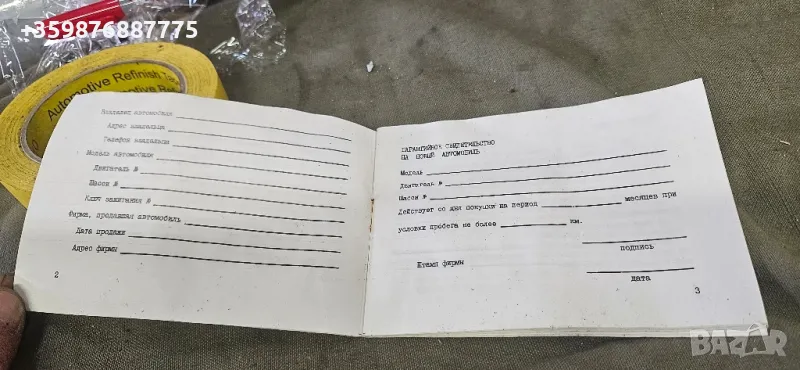 +359876887775
Automotive Refinish Ta
Владелец автомобиля
Адрес владельца
Телефон владельца
Модель автомобиля
Двигатель №
Шасси №
Ключ зажигания №
Фирма, продавшая автомобиль
Дата продажи
Адрес фирмы
2
ГАРАНТИЙНОЕ СВИДЕТЕЛЬСТВО
НА НОВЫЙ АВТОМОБИЛЬ
Модель
Двигатель №
Шасси №
Действует со дня покупки на период месяцев при
условии пробега не более км.
подпись
Штамп фирмы
дата
3
BAZAR